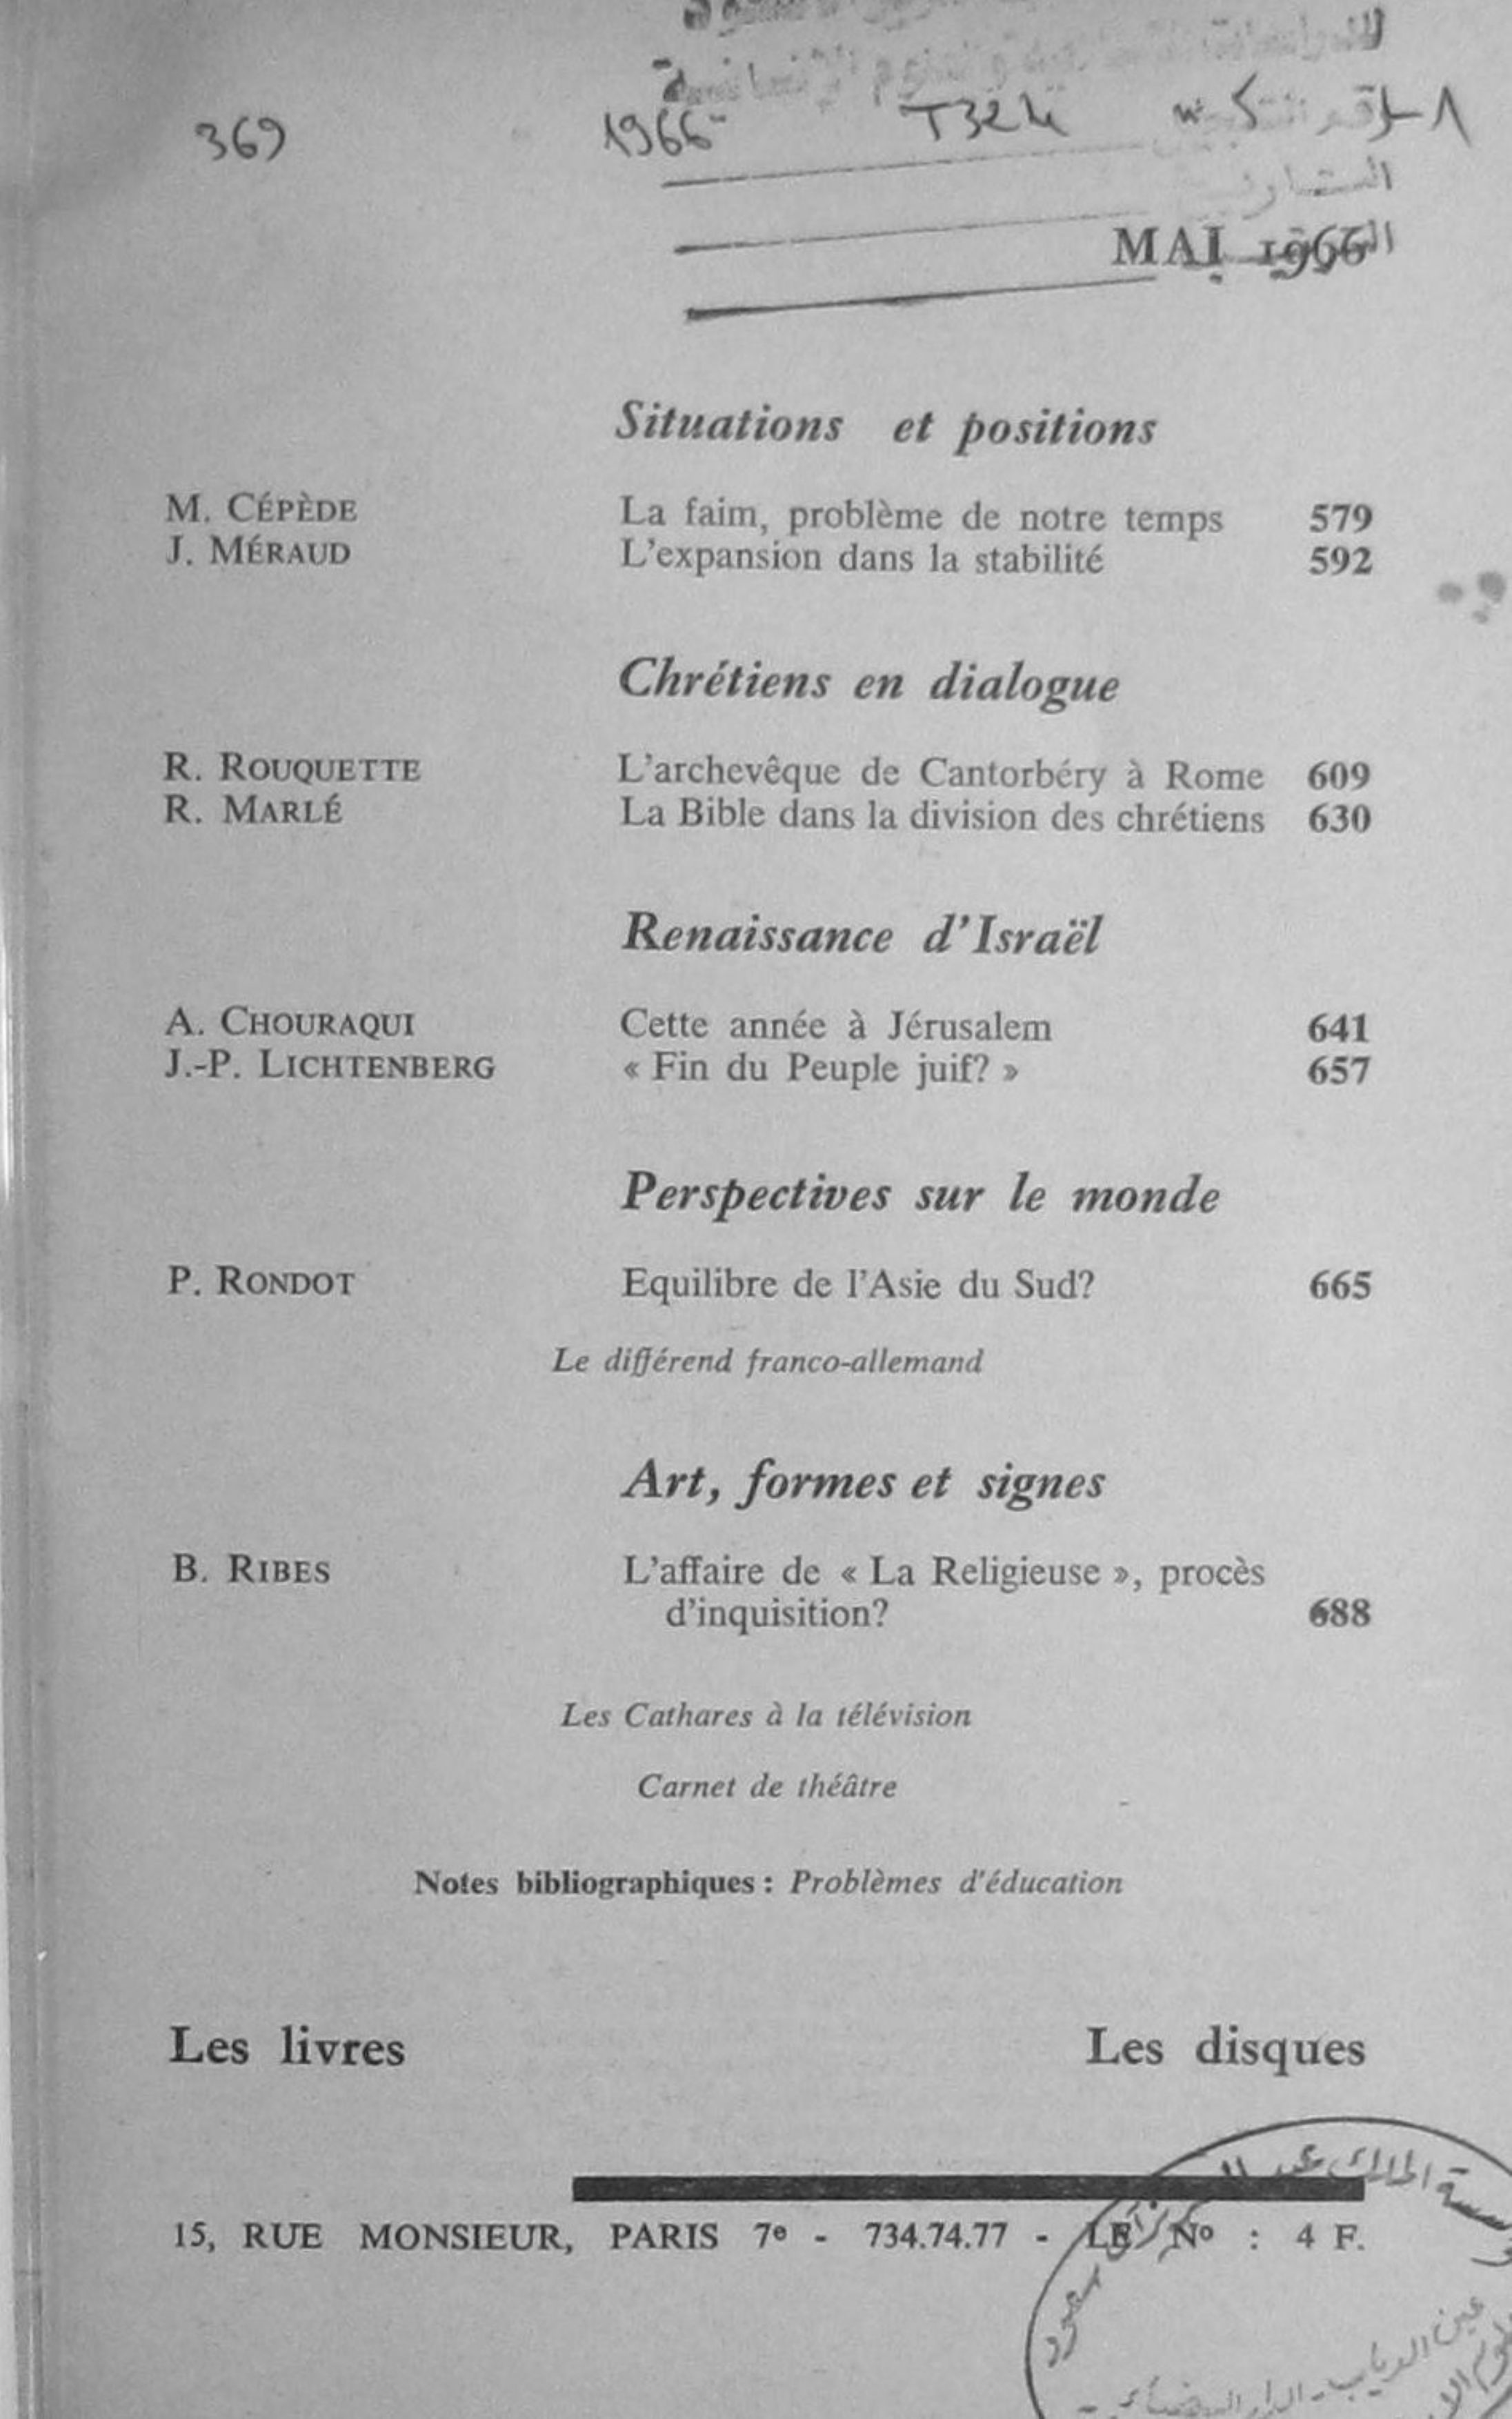 369 1966 T324
MAI 1966
Situations et positions
M. CÉPÈDE La faim, problème de notre temps 579
J. MÉRAUD L'expansion dans la stabilité 592
Chrétiens en dialogue
R. ROUQUETTE L'archevêque de Cantorbéry à Rome 609
R. MARLÉ La Bible dans la division des chrétiens 630
Renaissance d'Israël
A. CHOURAQUI Cette année à Jérusalem 641
J.-P. LICHTENBERG « Fin du Peuple juif? » 657
Perspectives sur le monde
P. RONDOT Equilibre de l'Asie du Sud? 665
Le différend franco-allemand
Art, formes et signes
B. RIBES L'affaire de « La Religieuse », procès
d'inquisition? 688
Les Cathares à la télévision
Carnet de théâtre
Notes bibliographiques : Problèmes d'éducation
Les livres Les disques
15, RUE MONSIEUR, PARIS 7e - 734.74.77 - LE No : 4 F.